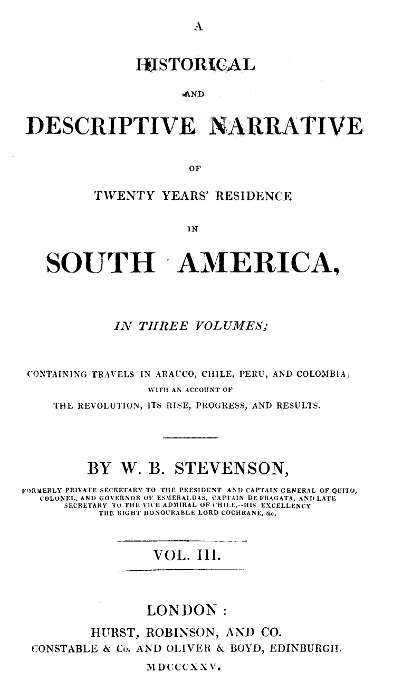 A
HISTORICAL
AND
DESCRIPTIVE NARRATIVE
OF
TWENTY YEARS' RESIDENCE
IN
SOUTH AMERICA,
IN THREE VOLUMES;
CONTAINING TRAVELS IN ARAUCO, CHILE, PERU, AND COLOMBIA;
WITH AN ACCOUNT OF
THE REVOLUTION, ITS RISE, PROGRESS, AND RESULTS.
BY W. B. STEVENSON,
FORMERLY PRIVATE SECRETARY TO THE PRESIDENT AND CAPTAIN GENERAL OF QUITO,
COLONEL, AND GOVERNOR OF ESMERALDAS, CAPTAIN DE FRAGATA, AND LATE
SECRETARY TO THE VICE ADMIRAL OF CHILE,--HIS EXCELLENCY
THE RIGHT HONOURABLE LORD COCHRANE, &c.
VOL. III.
LONDON:
HURST, ROBINSON, AND CO.
CONSTABLE & Co. AND OLIVER & BOYD, EDINBURGH.
MDCCCXXV.